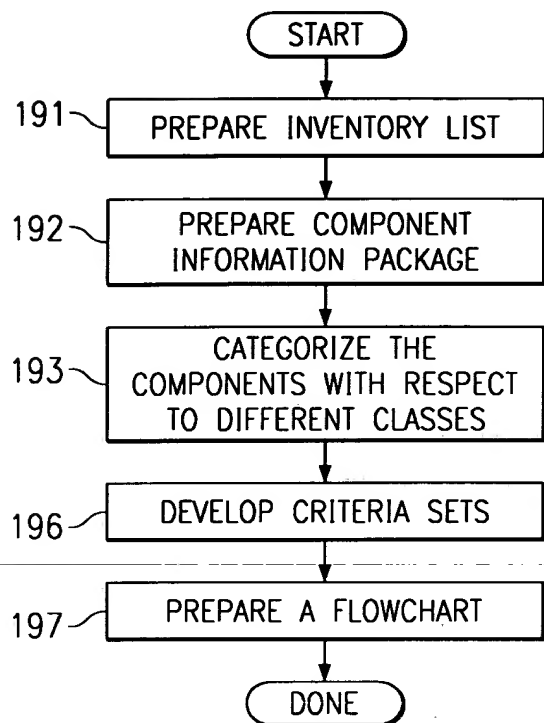 START
191
PREPARE INVENTORY LIST
192
PREPARE COMPONENT
INFORMATION PACKAGE
193
CATEGORIZE THE
COMPONENTS WITH RESPECT
TO DIFFERENT CLASSES
196
DEVELOP CRITERIA SETS
197
PREPARE A FLOWCHART
DONE